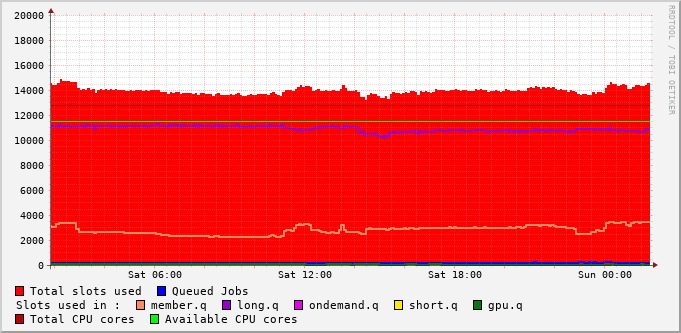 20000
18000
16000
14000
12000
10000
8000
6000
4000
2000
0
Sat 06:00 Sat 12:00 Sat 18:00 Sun 00:00
RRDTOOL / TOBI OETIKER
Total slots used Queued Jobs
Slots used in : member.q long.q ondemand.q short.q gpu.q
Total CPU cores Available CPU cores